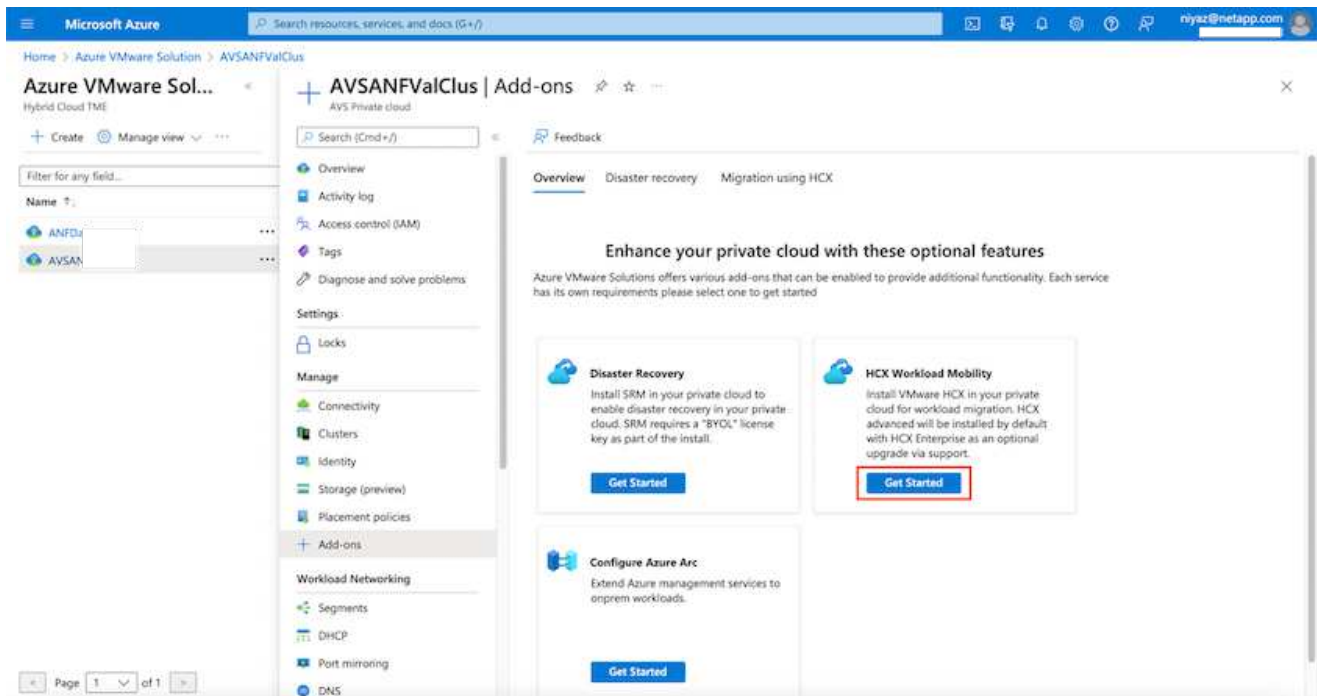 Microsoft Azure
Search resources, services, and docs (G+/)
niyaz@netapp.com
Home > Azure VMware Solution > AVSANFValClus
Azure VMware Sol...
Hybrid Cloud TME
Create
Manage view
Filter for any field...
Name
ANFDa
AVSAN
Page 1 of 1
AVSANFValClus | Add-ons
AVS Private cloud
Search (Cmd+/)
Overview
Activity log
Access control (IAM)
Tags
Diagnose and solve problems
Settings
Locks
Manage
Connectivity
Clusters
Identity
Storage (preview)
Placement policies
Add-ons
Workload Networking
Segments
DHCP
Port mirroring
DNS
Feedback
Overview Disaster recovery Migration using HCX
Enhance your private cloud with these optional features
Azure VMware Solutions offers various add-ons that can be enabled to provide additional functionality. Each service
has its own requirements please select one to get started
Disaster Recovery
Install SRM in your private cloud to
enable disaster recovery in your private
cloud. SRM requires a "BYOL" license
key as part of the install.
Get Started
HCX Workload Mobility
Install VMware HCX in your private
cloud for workload migration. HCX
advanced will be installed by default
with HCX Enterprise as an optional
upgrade via support.
Get Started
Configure Azure Arc
Extend Azure management services to
onprem workloads.
Get Started